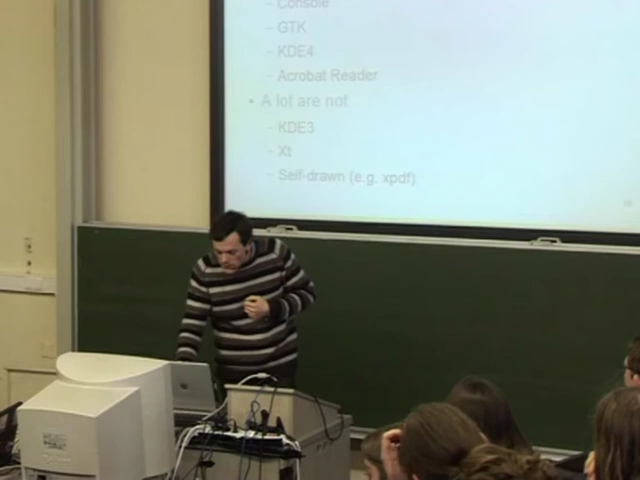 – Console
– GTK
– KDE4
– Acrobat Reader
• A lot are not
– KDE3
– Xt
– Self-drawn (e.g. xpdf)